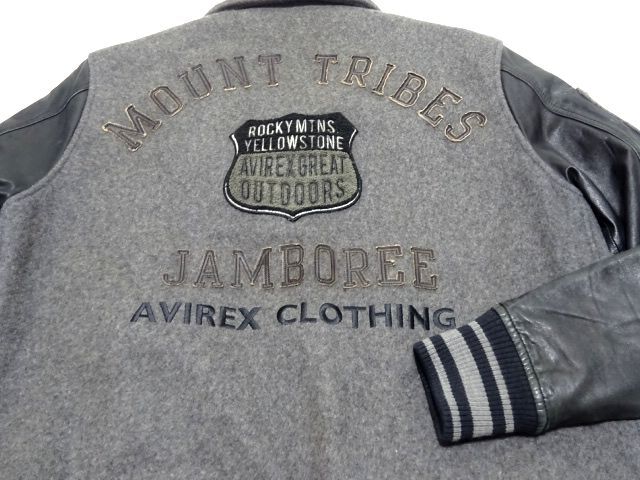 MOUNT TRIBES
ROCKY MTNS.
YELLOWSTONE
AVIREX GREAT
OUTDOORS
JAMBOREE
AVIREX CLOTHING